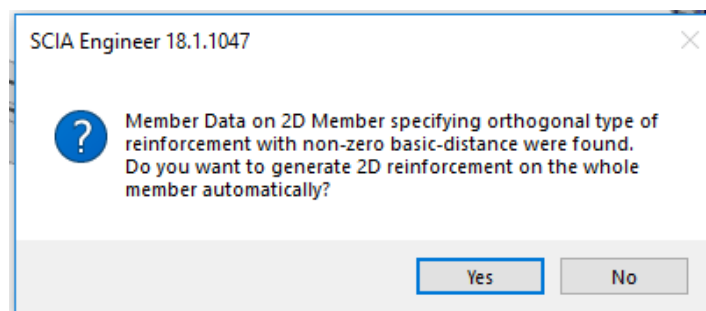 SCIA Engineer 18.1.1047
?
Member Data on 2D Member specifying orthogonal type of
reinforcement with non-zero basic-distance were found.
Do you want to generate 2D reinforcement on the whole
member automatically?
Yes
No